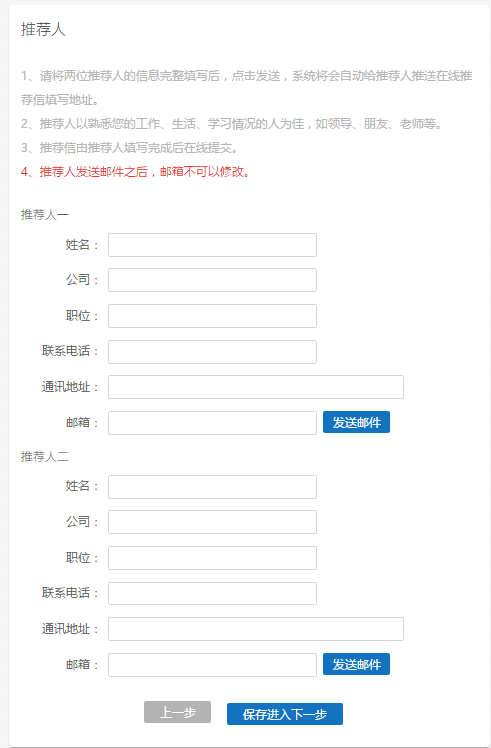 推荐人
1、请将两位推荐人的信息完整填写后，点击发送，系统将会自动给推荐人推送在线推
荐信填写地址。
2、推荐人以熟悉您的工作、生活、学习情况的人为佳，如领导、朋友、老师等。
3、推荐信由推荐人填写完成后在线提交。
4、推荐人发送邮件之后，邮箱不可以修改。
推荐人一
姓名：
公司：
职位：
联系电话：
通讯地址：
邮箱： 发送邮件
推荐人二
姓名：
公司：
职位：
联系电话：
通讯地址：
邮箱： 发送邮件
上一步 保存进入下一步